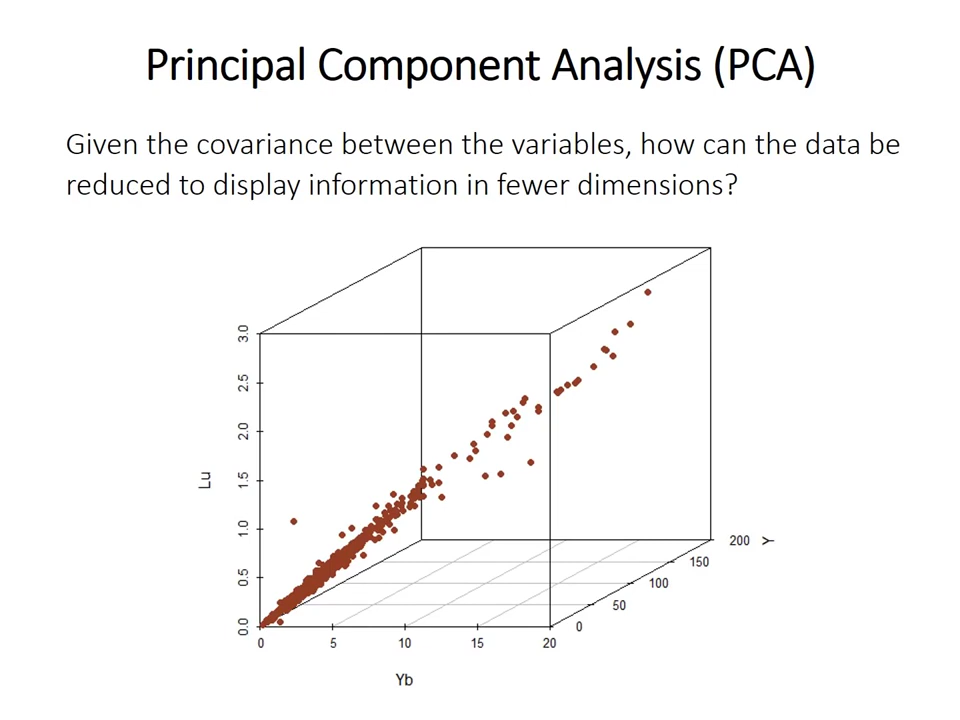 Principal Component Analysis (PCA)
Given the covariance between the variables, how can the data be
reduced to display information in fewer dimensions?
3.0
2.5
2.0
1.5
1.0
0.5
0.0
Lu
0
5
10
15
20
Yb
0
50
100
150
200
Y